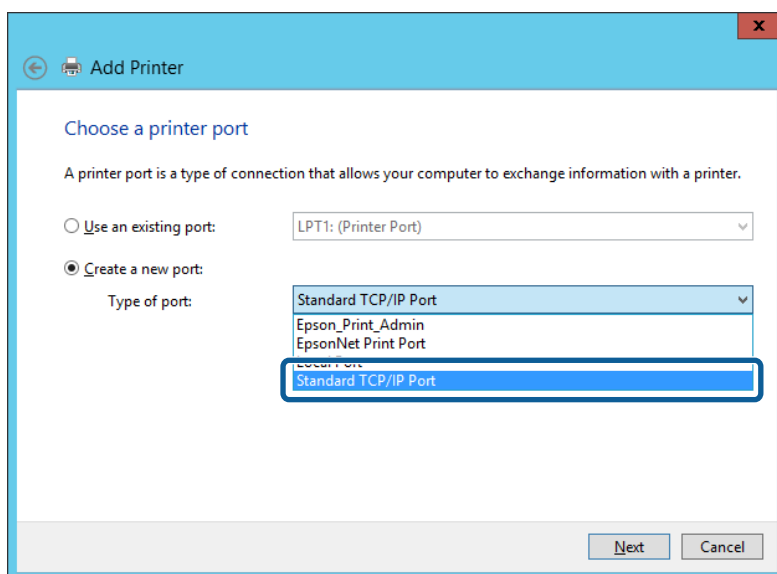 x
Add Printer
Choose a printer port
A printer port is a type of connection that allows your computer to exchange information with a printer.
Use an existing port: LPT1: (Printer Port)
Create a new port:
Type of port: Standard TCP/IP Port
Epson_Print_Admin
EpsonNet Print Port
Local Port
Standard TCP/IP Port
Next Cancel